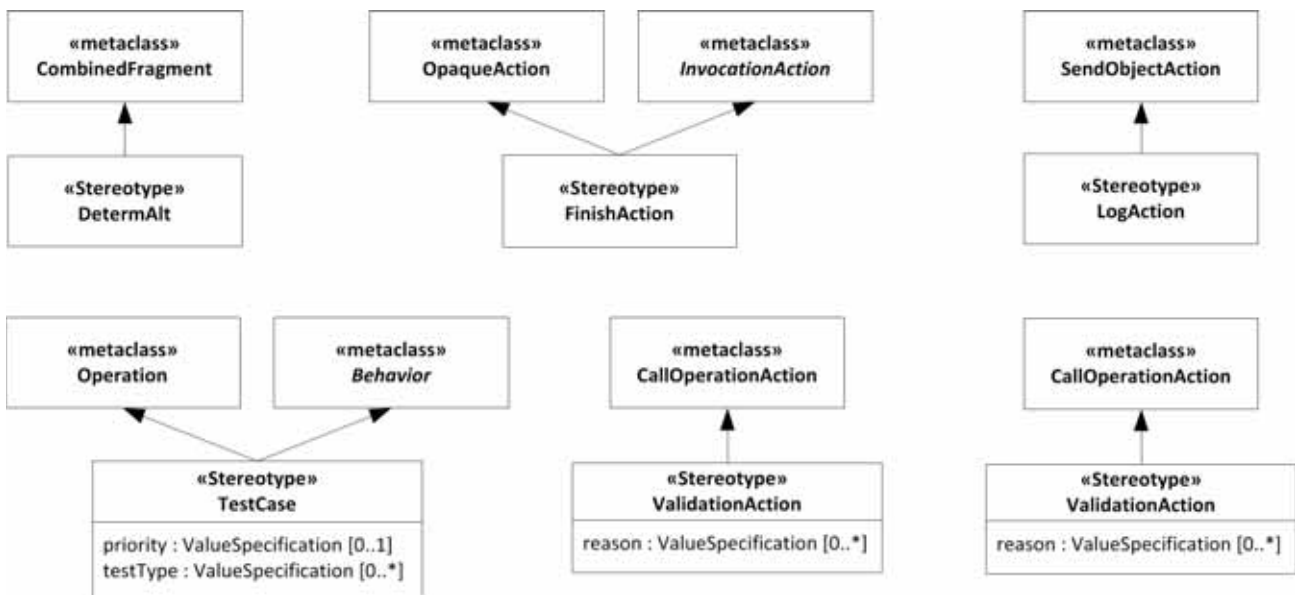 «metaclass»
CombinedFragment
«metaclass»
OpaqueAction
«metaclass»
InvocationAction
«metaclass»
SendObjectAction
«Stereotype»
DetermAlt
«Stereotype»
FinishAction
«Stereotype»
LogAction
«metaclass»
Operation
«metaclass»
Behavior
«metaclass»
CallOperationAction
«metaclass»
CallOperationAction
«Stereotype»
TestCase
priority : ValueSpecification [0..1]
testType : ValueSpecification [0..*]
«Stereotype»
ValidationAction
reason : ValueSpecification [0..*]
«Stereotype»
ValidationAction
reason : ValueSpecification [0..*]